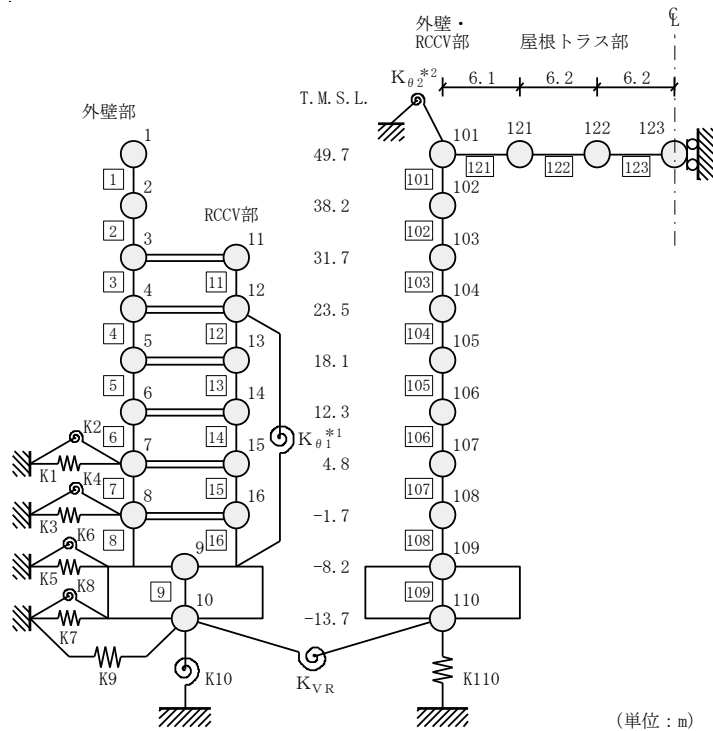 ℄
外壁・
RCCV部
屋根トラス部
Kθ2*2
6.1 6.2 6.2
T.M.S.L.
外壁部
1
101 121 122 123
49.7
1
101
121 122 123
2
38.2
102
2
RCCV部
102
3 11
31.7
103
3 11
103
4 12
23.5
104
4 12
104
5 13
18.1
105
5 13
105
6 14
12.3
106
K2
6 14
Kθ1*1
106
7 15
4.8
107
K1
K4
7 15
107
8 16
-1.7
108
K3
K6
8 16
108
9
-8.2
109
K5
K8
9
109
10
-13.7
110
K7
K9
K10
KVR
K110
(単位：m)